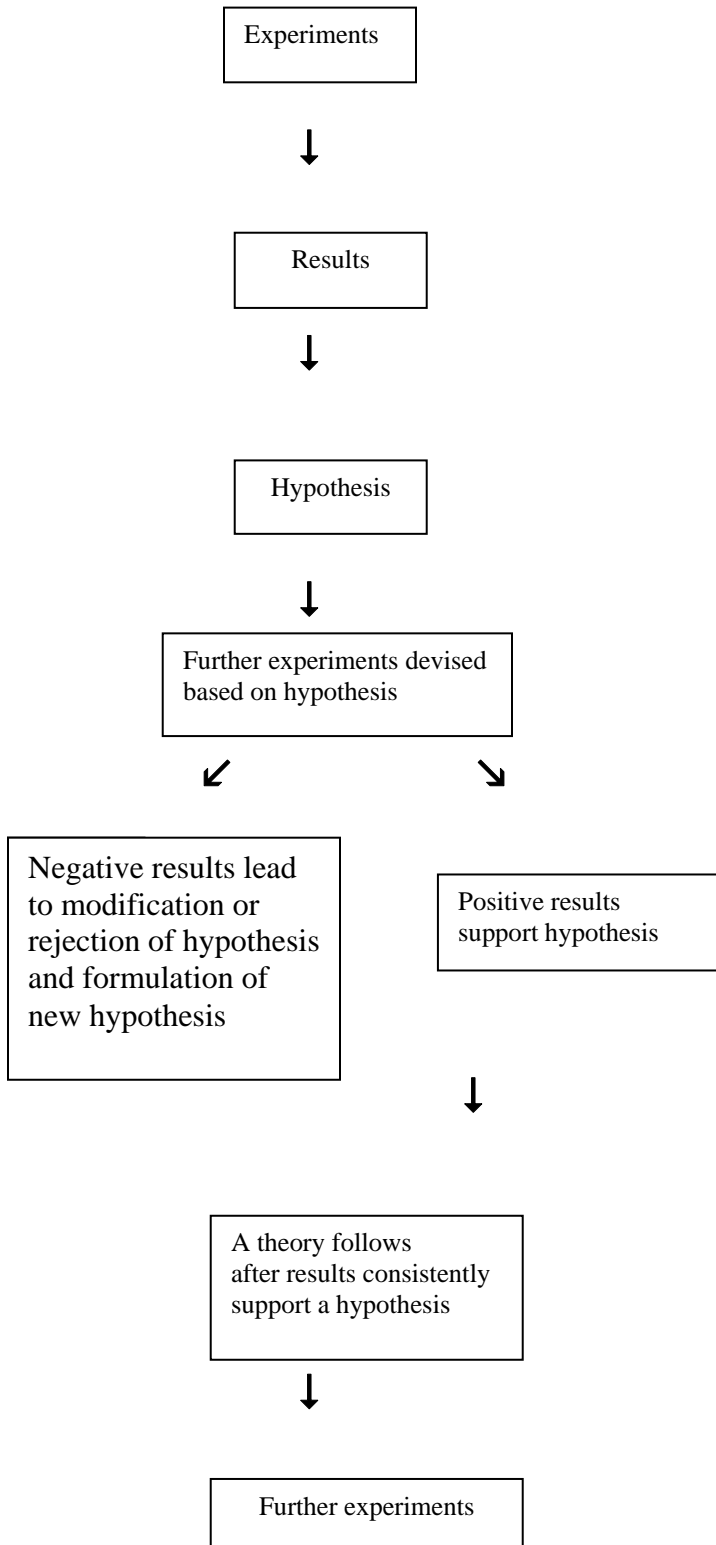 Experiments
Results
Hypothesis
Further experiments devised
based on hypothesis
Negative results lead
to modification or
rejection of hypothesis
and formulation of
new hypothesis
Positive results
support hypothesis
A theory follows
after results consistently
support a hypothesis
Further experiments